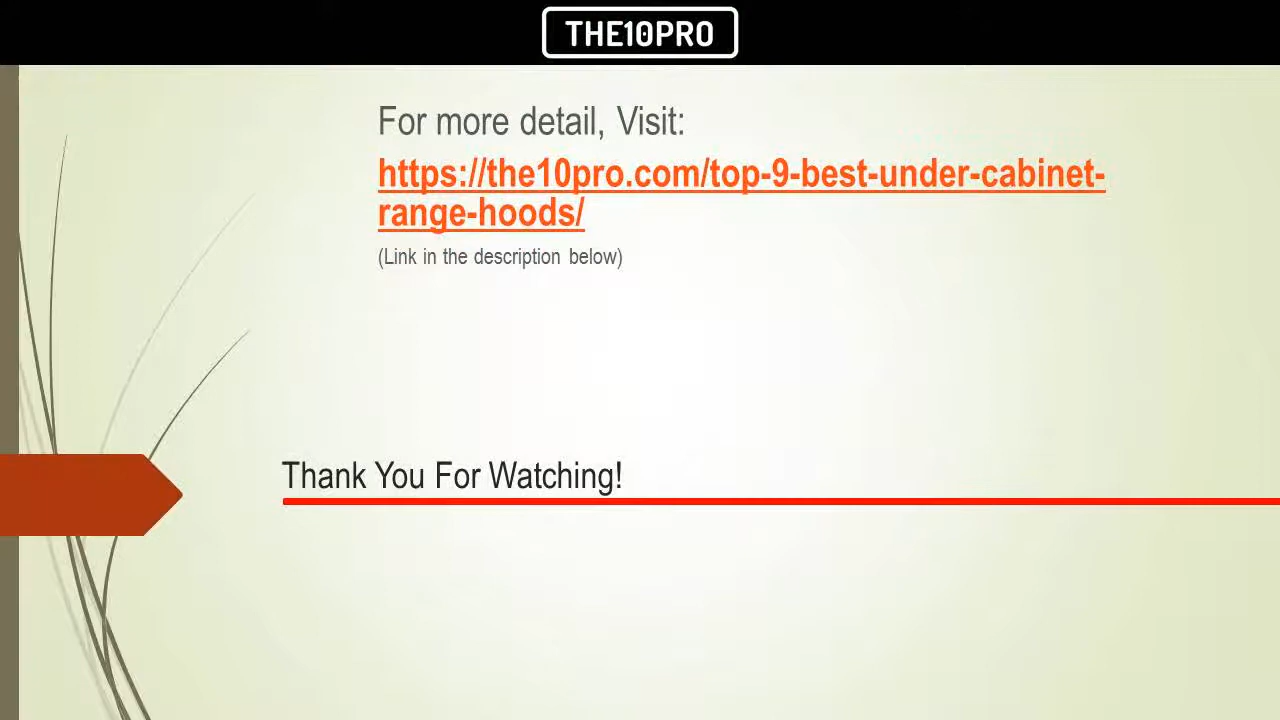 THE10PRO
For more detail, Visit:
https://the10pro.com/top-9-best-under-cabinet-
range-hoods/
(Link in the description below)
Thank You For Watching!